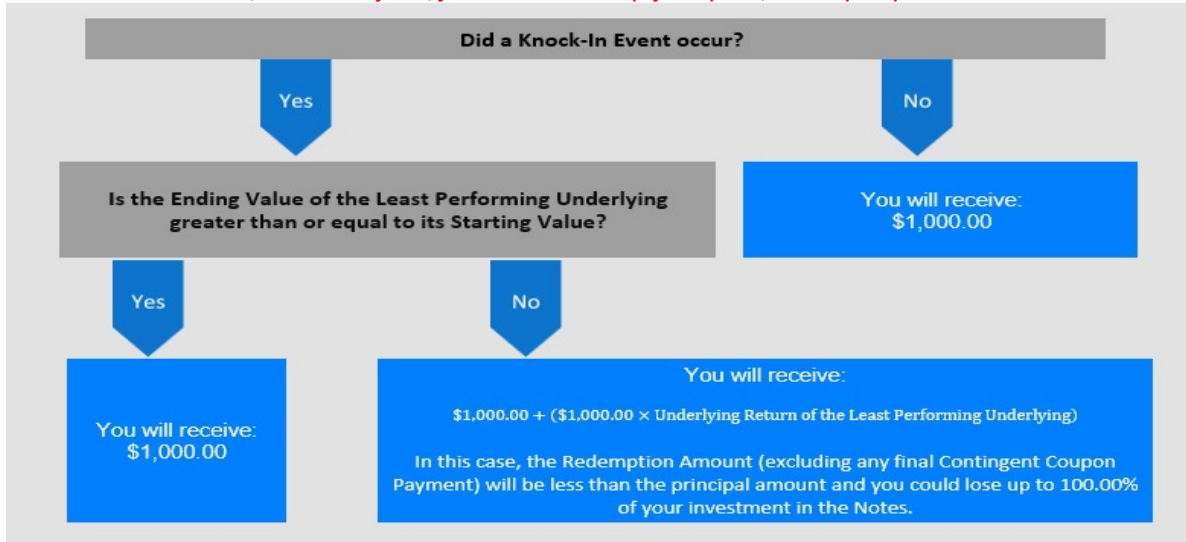 Did a Knock-In Event occur?
Yes
No
Is the Ending Value of the Least Performing Underlying
greater than or equal to its Starting Value?
You will receive:
$1,000.00
Yes
No
You will receive:
$1,000.00
You will receive:
$1,000.00 + ($1,000.00 × Underlying Return of the Least Performing Underlying)
In this case, the Redemption Amount (excluding any final Contingent Coupon
Payment) will be less than the principal amount and you could lose up to 100.00%
of your investment in the Notes.